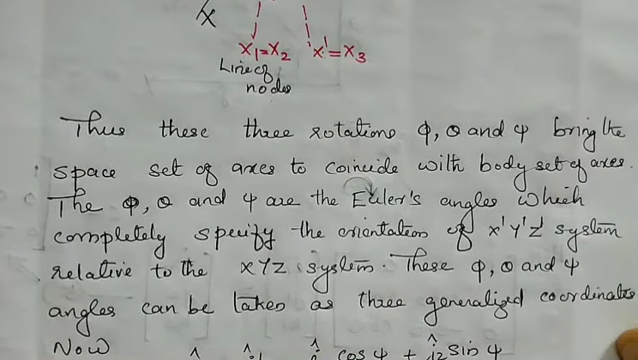 X
X₁=X₂ X'=X₃
Line of
nodes
Thus these three rotations φ, θ and ψ bring the
space set of axes to coincide with body set of axes.
The φ, θ and ψ are the Euler's angles which
completely specify the orientation of X'Y'Z' system
relative to the XYZ system. These φ, θ and ψ
angles can be taken as three generalized coordinates
Now cos ψ + sin ψ